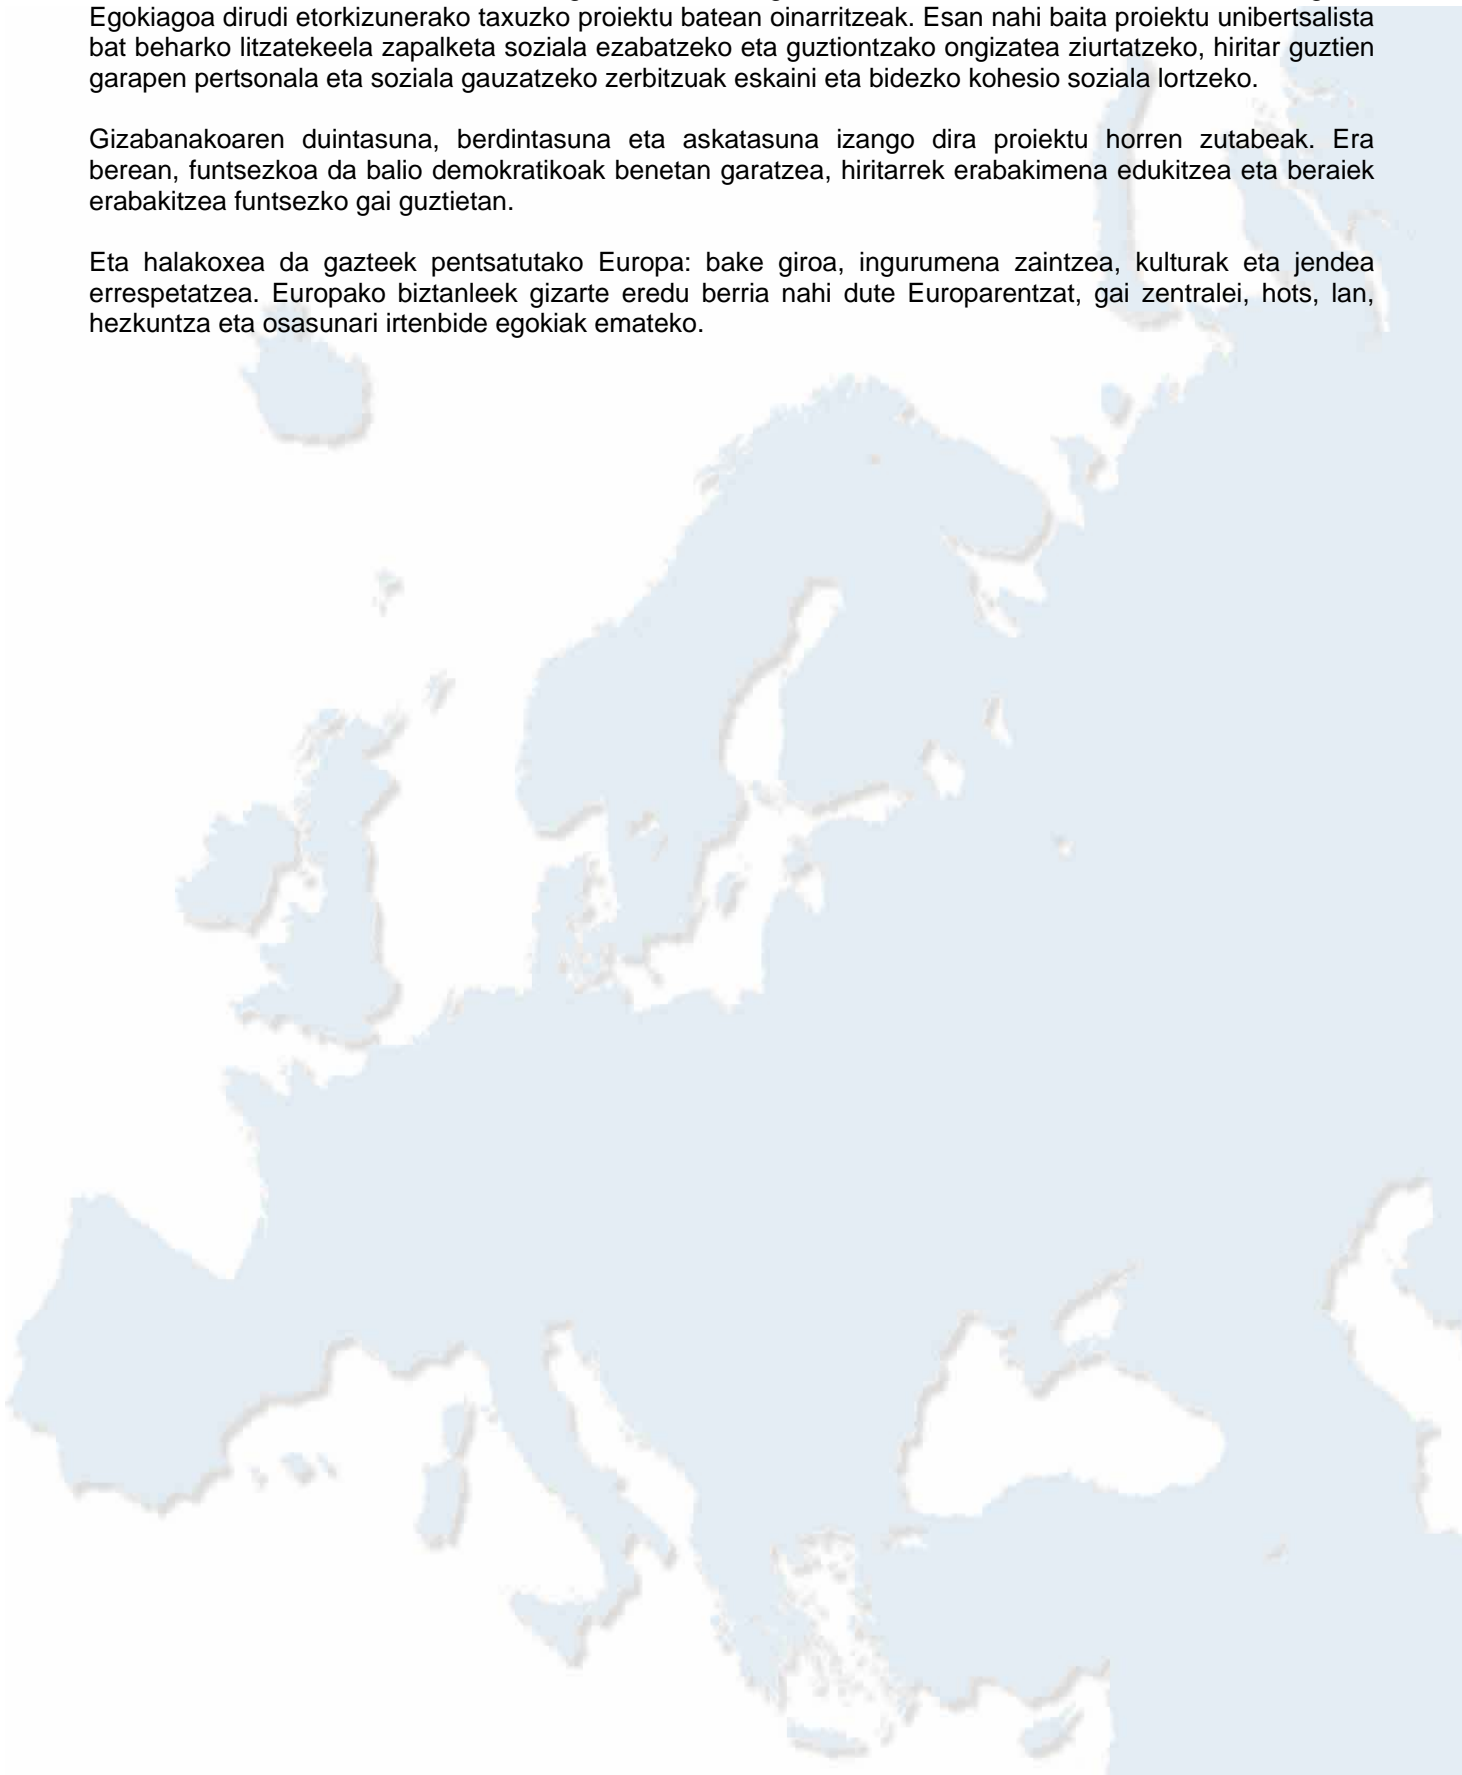 Egokiagoa dirudi etorkizunerako taxuzko proiektu batean oinarritzeak. Esan nahi baita proiektu unibertsalista
bat beharko litzatekeela zapalketa soziala ezabatzeko eta guztiontzako ongizatea ziurtatzeko, hiritar guztien
garapen pertsonala eta soziala gauzatzeko zerbitzuak eskaini eta bidezko kohesio soziala lortzeko.
Gizabanakoaren duintasuna, berdintasuna eta askatasuna izango dira proiektu horren zutabeak. Era
berean, funtsezkoa da balio demokratikoak benetan garatzea, hiritarrek erabakimena edukitzea eta beraiek
erabakitzea funtsezko gai guztietan.
Eta halakoxea da gazteek pentsatutako Europa: bake giroa, ingurumena zaintzea, kulturak eta jendea
errespetatzea. Europako biztanleek gizarte eredu berria nahi dute Europarentzat, gai zentralei, hots, lan,
hezkuntza eta osasunari irtenbide egokiak emateko.